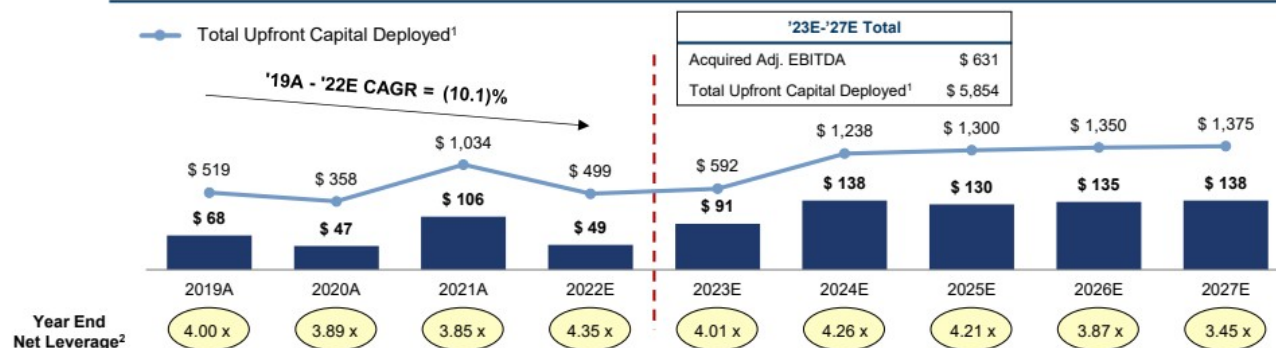 Total Upfront Capital Deployed¹
'19A - '22E CAGR = (10.1)%
'23E-'27E Total
Acquired Adj. EBITDA $ 631
Total Upfront Capital Deployed¹ $ 5,854
$ 519 $ 358 $ 1,034 $ 499 $ 592 $ 1,238 $ 1,300 $ 1,350 $ 1,375
$ 68 $ 47 $ 106 $ 49 $ 91 $ 138 $ 130 $ 135 $ 138
2019A 2020A 2021A 2022E 2023E 2024E 2025E 2026E 2027E
Year End
Net Leverage²
4.00 x 3.89 x 3.85 x 4.35 x 4.01 x 4.26 x 4.21 x 3.87 x 3.45 x